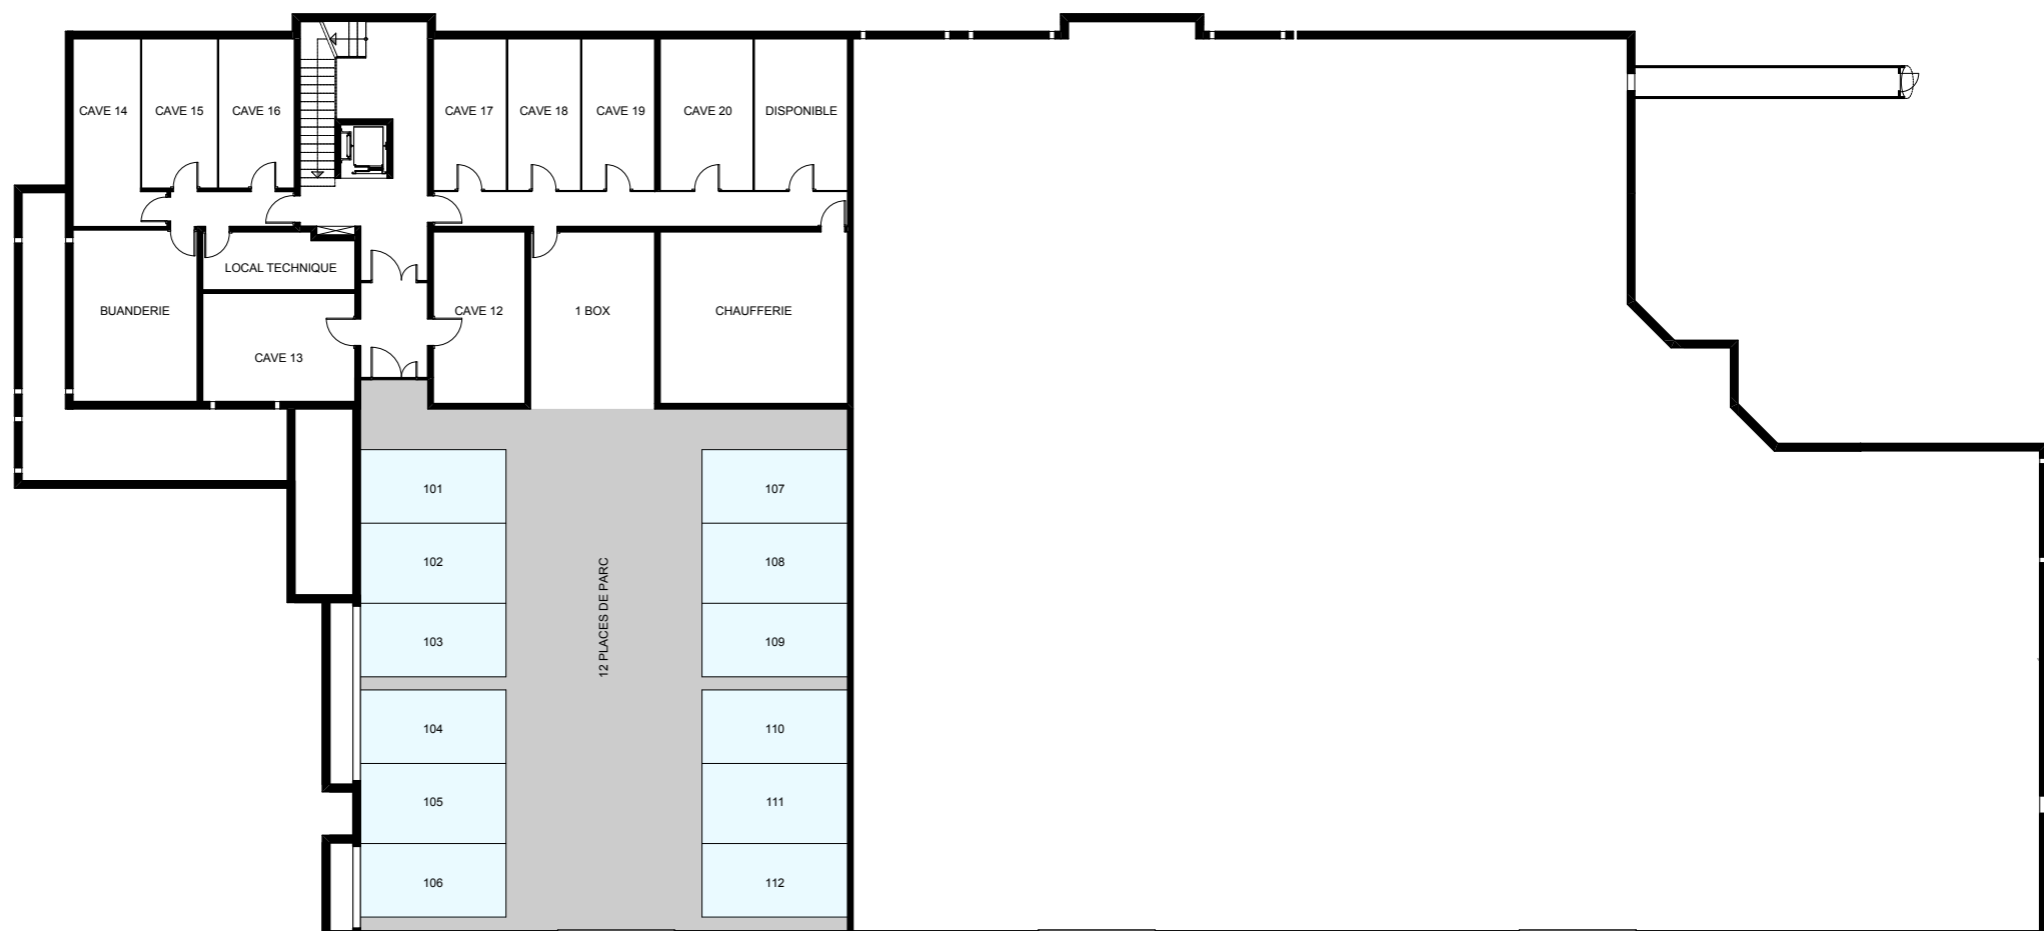 CAVE 14
CAVE 15
CAVE 16
CAVE 17
CAVE 18
CAVE 19
CAVE 20
DISPONIBLE
LOCAL TECHNIQUE
BUANDERIE
CAVE 12
1 BOX
CHAUFFERIE
CAVE 13
101
107
102
108
12 PLACES DE PARC
103
109
104
110
105
111
106
112